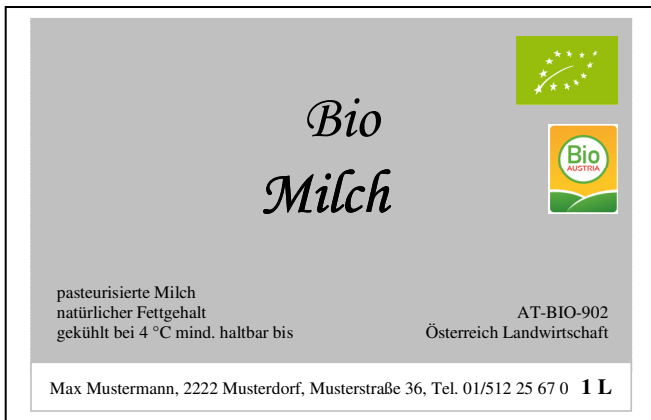 Bio
Milch
Bio
AUSTRIA
pasteurisierte Milch
natürlicher Fettgehalt
gekühlt bei 4 °C mind. haltbar bis
AT-BIO-902
Österreich Landwirtschaft
Max Mustermann, 2222 Musterdorf, Musterstraße 36, Tel. 01/512 25 67 0 1 L